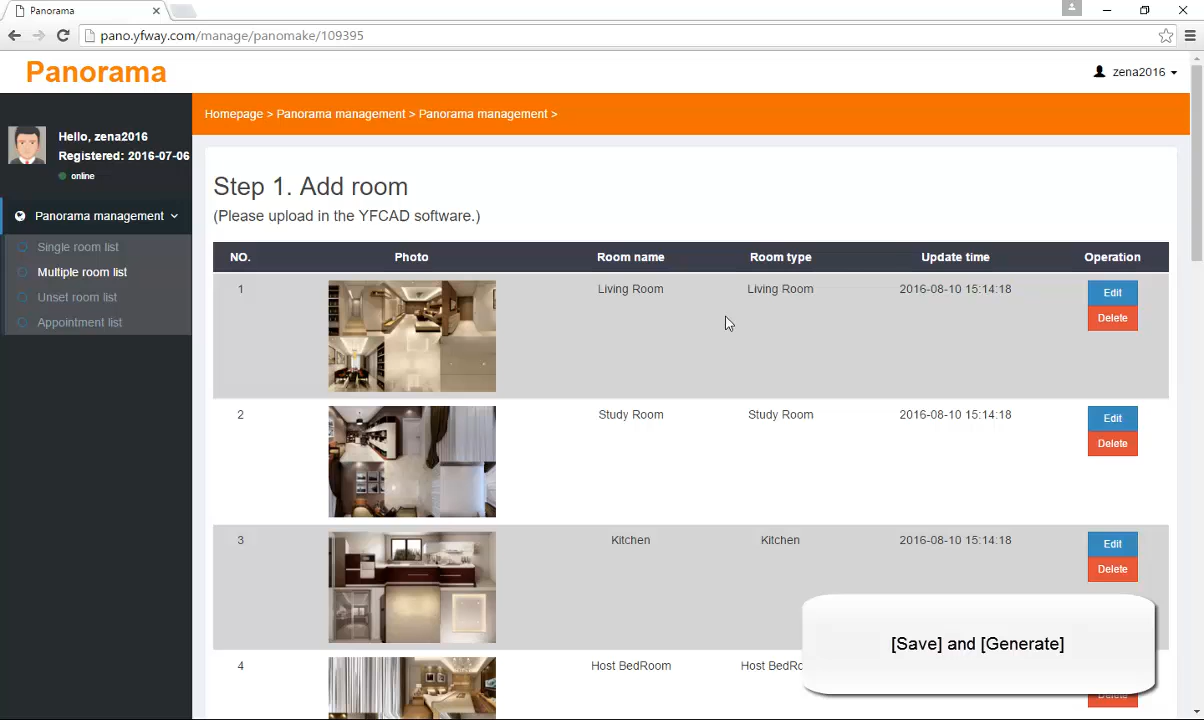 Panorama
pano.yfway.com/manage/panomake/109395
Panorama
zena2016
Hello, zena2016
Registered: 2016-07-06
online
Panorama management
Single room list
Multiple room list
Unset room list
Appointment list
Homepage > Panorama management > Panorama management >
Step 1. Add room
(Please upload in the YFCAD software.)
NO. Photo Room name Room type Update time Operation
1 Living Room Living Room 2016-08-10 15:14:18 Edit
Delete
2 Study Room Study Room 2016-08-10 15:14:18 Edit
Delete
3 Kitchen Kitchen 2016-08-10 15:14:18 Edit
Delete
4 Host BedRoom Host BedRo
Delete
[Save] and [Generate]